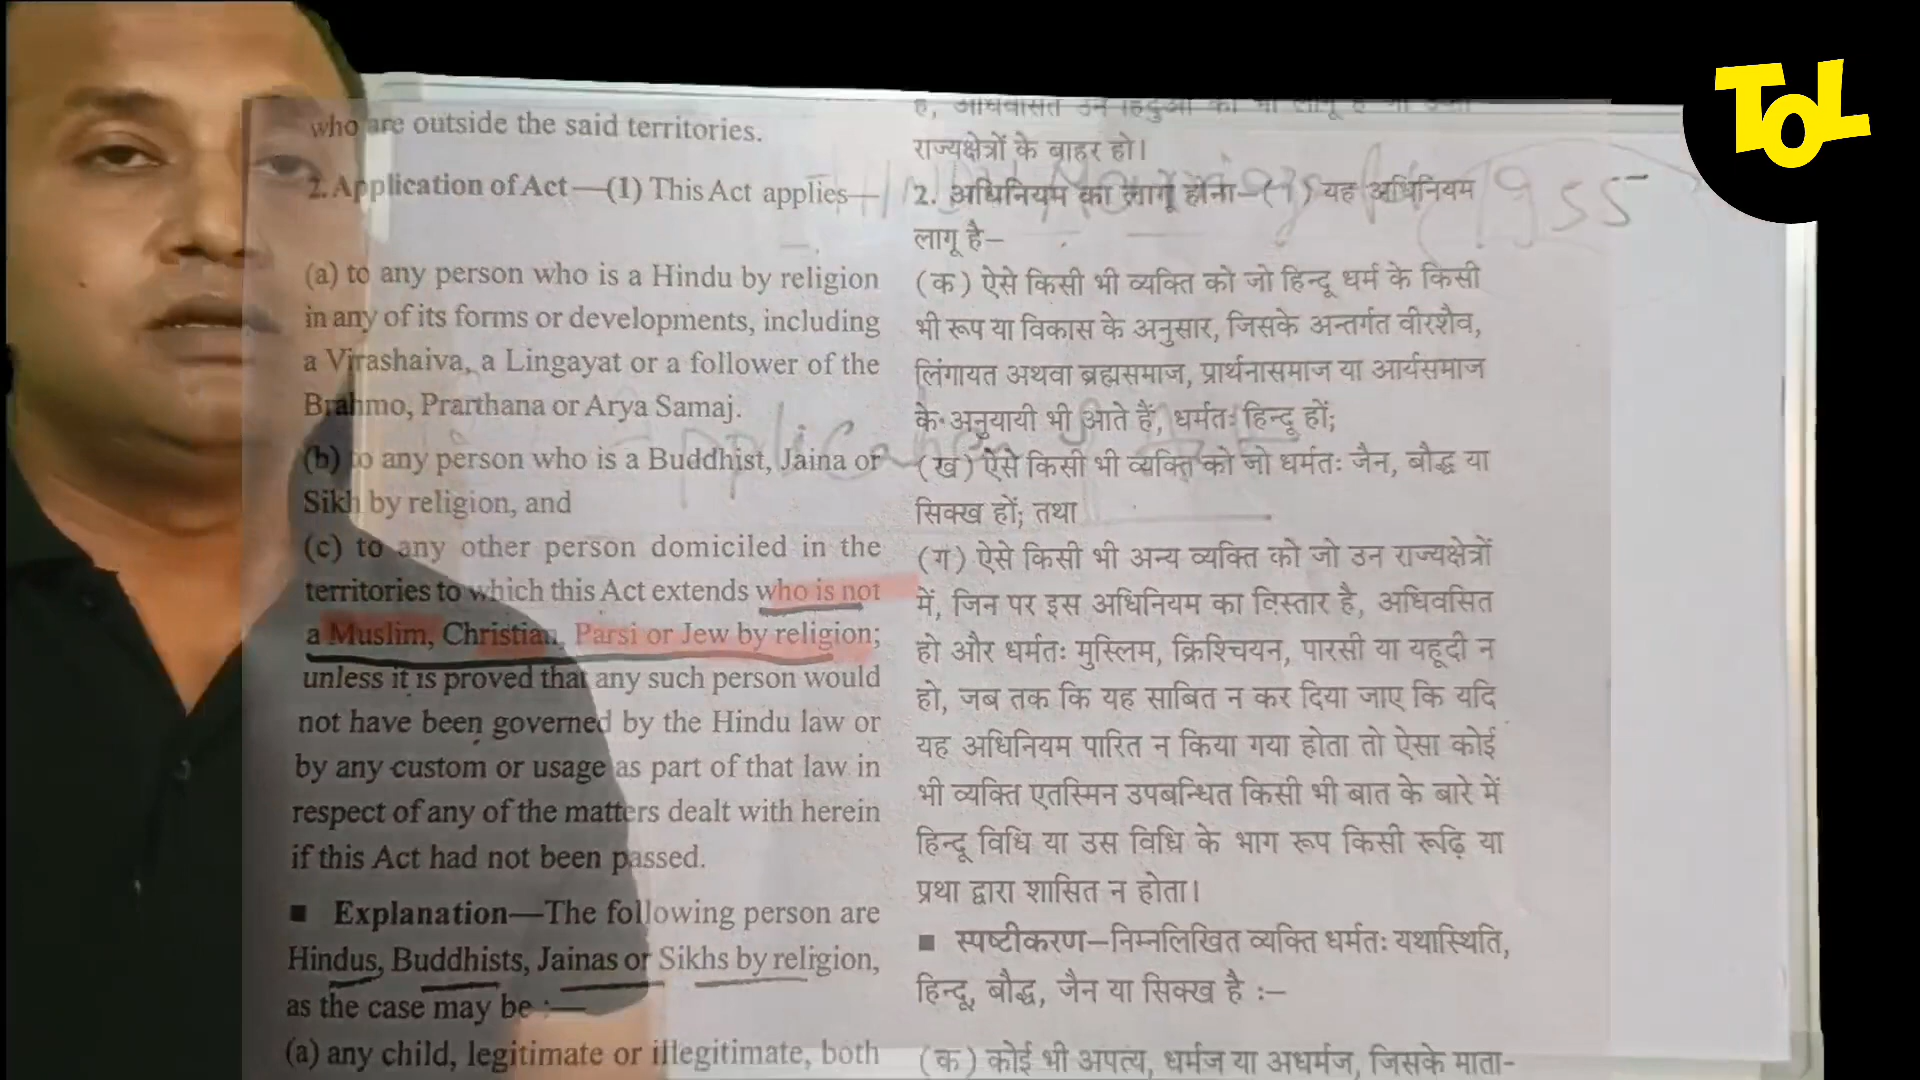 who are outside the said territories.
2. Application of Act—(1) This Act applies—
(a) to any person who is a Hindu by religion
in any of its forms or developments, including
a Virashaiva, a Lingayat or a follower of the
Brahmo, Prarthana or Arya Samaj.
(b) to any person who is a Buddhist, Jaina or
Sikh by religion, and
(c) to any other person domiciled in the
territories to which this Act extends who is not
a Muslim, Christian, Parsi or Jew by religion;
unless it is proved that any such person would
not have been governed by the Hindu law or
by any custom or usage as part of that law in
respect of any of the matters dealt with herein
if this Act had not been passed.
■ Explanation—The following person are
Hindus, Buddhists, Jainas or Sikhs by religion,
as the case may be :—
(a) any child, legitimate or illegitimate, both
राज्यक्षेत्रों के बाहर हो।
2. अधिनियम का लागू होना–(1) यह अधिनियम
लागू है–
(क) ऐसे किसी भी व्यक्ति को जो हिन्दू धर्म के किसी
भी रूप या विकास के अनुसार, जिसके अन्तर्गत वीरशैव,
लिंगायत अथवा ब्रह्मसमाज, प्रार्थनासमाज या आर्यसमाज
के अनुयायी भी आते हैं, धर्मतः हिन्दू हों;
(ख) ऐसे किसी भी व्यक्ति को जो धर्मतः जैन, बौद्ध या
सिक्ख हों; तथा
(ग) ऐसे किसी भी अन्य व्यक्ति को जो उन राज्यक्षेत्रों
में, जिन पर इस अधिनियम का विस्तार है, अधिवसित
हो और धर्मतः मुस्लिम, क्रिश्चियन, पारसी या यहूदी न
हो, जब तक कि यह साबित न कर दिया जाए कि यदि
यह अधिनियम पारित न किया गया होता तो ऐसा कोई
भी व्यक्ति एतस्मिन उपबन्धित किसी भी बात के बारे में
हिन्दू विधि या उस विधि के भाग रूप किसी रूढ़ि या
प्रथा द्वारा शासित न होता।
■ स्पष्टीकरण–निम्नलिखित व्यक्ति धर्मतः यथास्थिति,
हिन्दू, बौद्ध, जैन या सिक्ख है :–
(क) कोई भी अपत्य, धर्मज या अधर्मज, जिसके माता-
1955
TOL